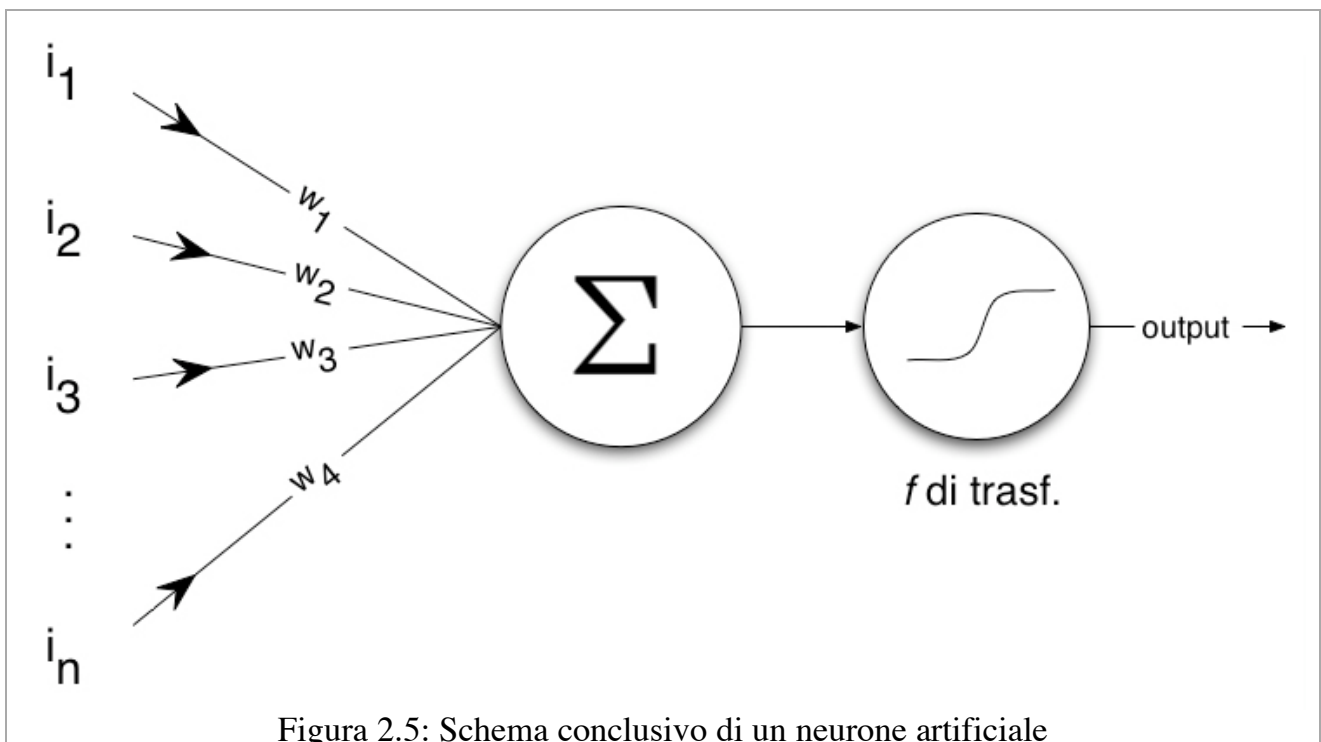 i1
w1
i2
w2
i3
w3
w4
in
Σ
f di trasf.
output
Figura 2.5: Schema conclusivo di un neurone artificiale